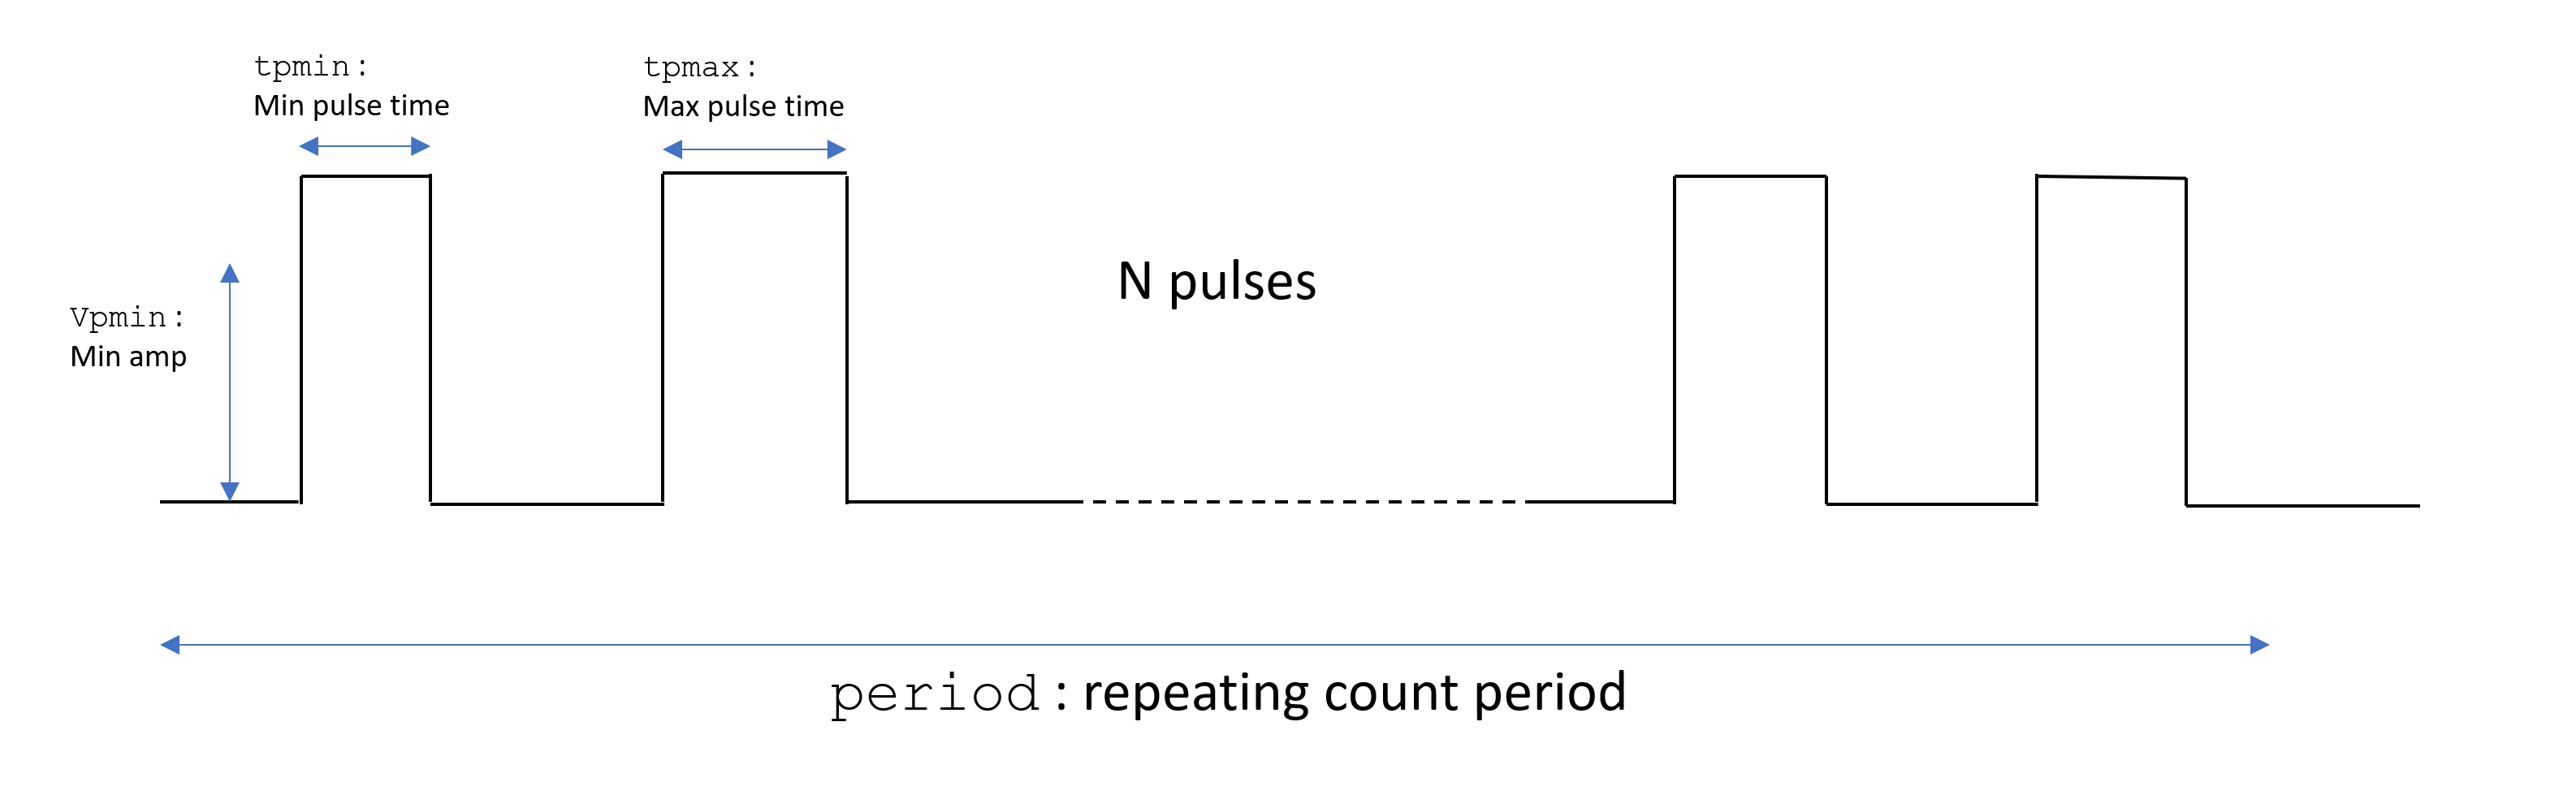 tpmin:
Min pulse time
tpmax:
Max pulse time
N pulses
Vpmin:
Min amp
period: repeating count period